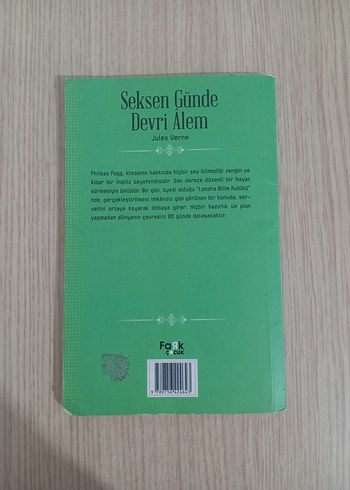 Seksen Günde
Devri Âlem
Jules Verne
Phileas Fogg, kimsenin hakkında hiçbir şey bilmediği zengin ve
kibar bir İngiliz beyefendisidir. Son derece düzenli bir hayat
sürmesiyle ünlüdür. Bir gün, üyesi olduğu "Londra Bilim Kulübü"
nde, gerçekleştirilmesi imkânsız gibi görünen bir konuda, ser-
vetini ortaya koyarak iddiaya girer: Hiçbir hazırlık ve plan
yapmadan dünyanın çevresini 80 günde dolaşacaktır.
Fark
çocuk